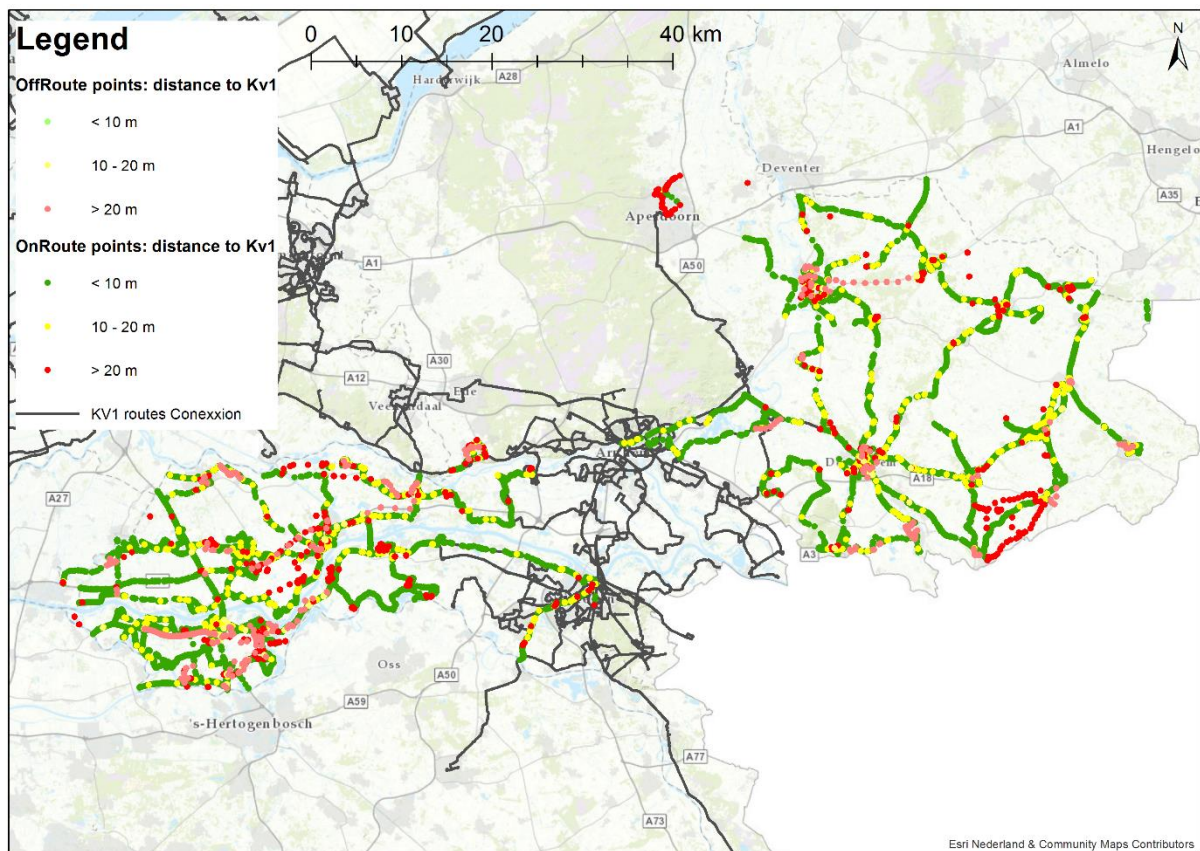 Legend
OffRoute points: distance to Kv1
< 10 m
10 - 20 m
> 20 m
OnRoute points: distance to Kv1
< 10 m
10 - 20 m
> 20 m
KV1 routes Conexxion
0 10 20 40 km
N
Harderwijk
A28
Almelo
A1
Hengelo
Deventer
A35
Apeldoorn
A1
A50
A30
A12
Ede
Veenendaal
A27
A18
A3
Oss
A50
A59
's-Hertogenbosch
A77
A73
Esri Nederland & Community Maps Contributors